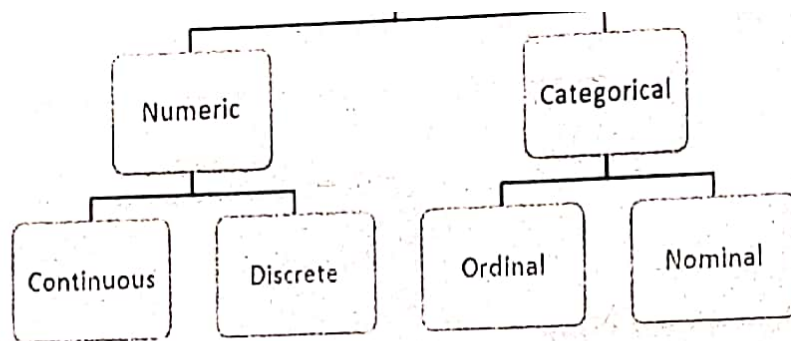 Numeric
Categorical
Continuous
Discrete
Ordinal
Nominal